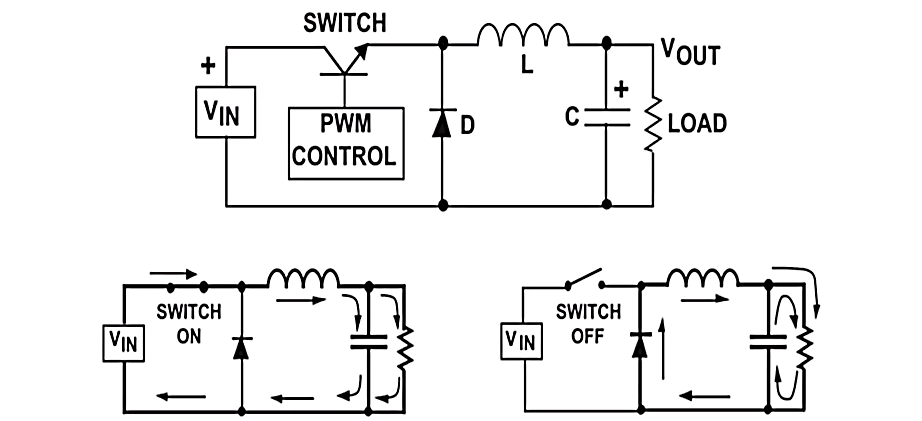 SWITCH
+
VIN
PWM
CONTROL
D
L
C
+
VOUT
LOAD
SWITCH
ON
VIN
SWITCH
OFF
VIN